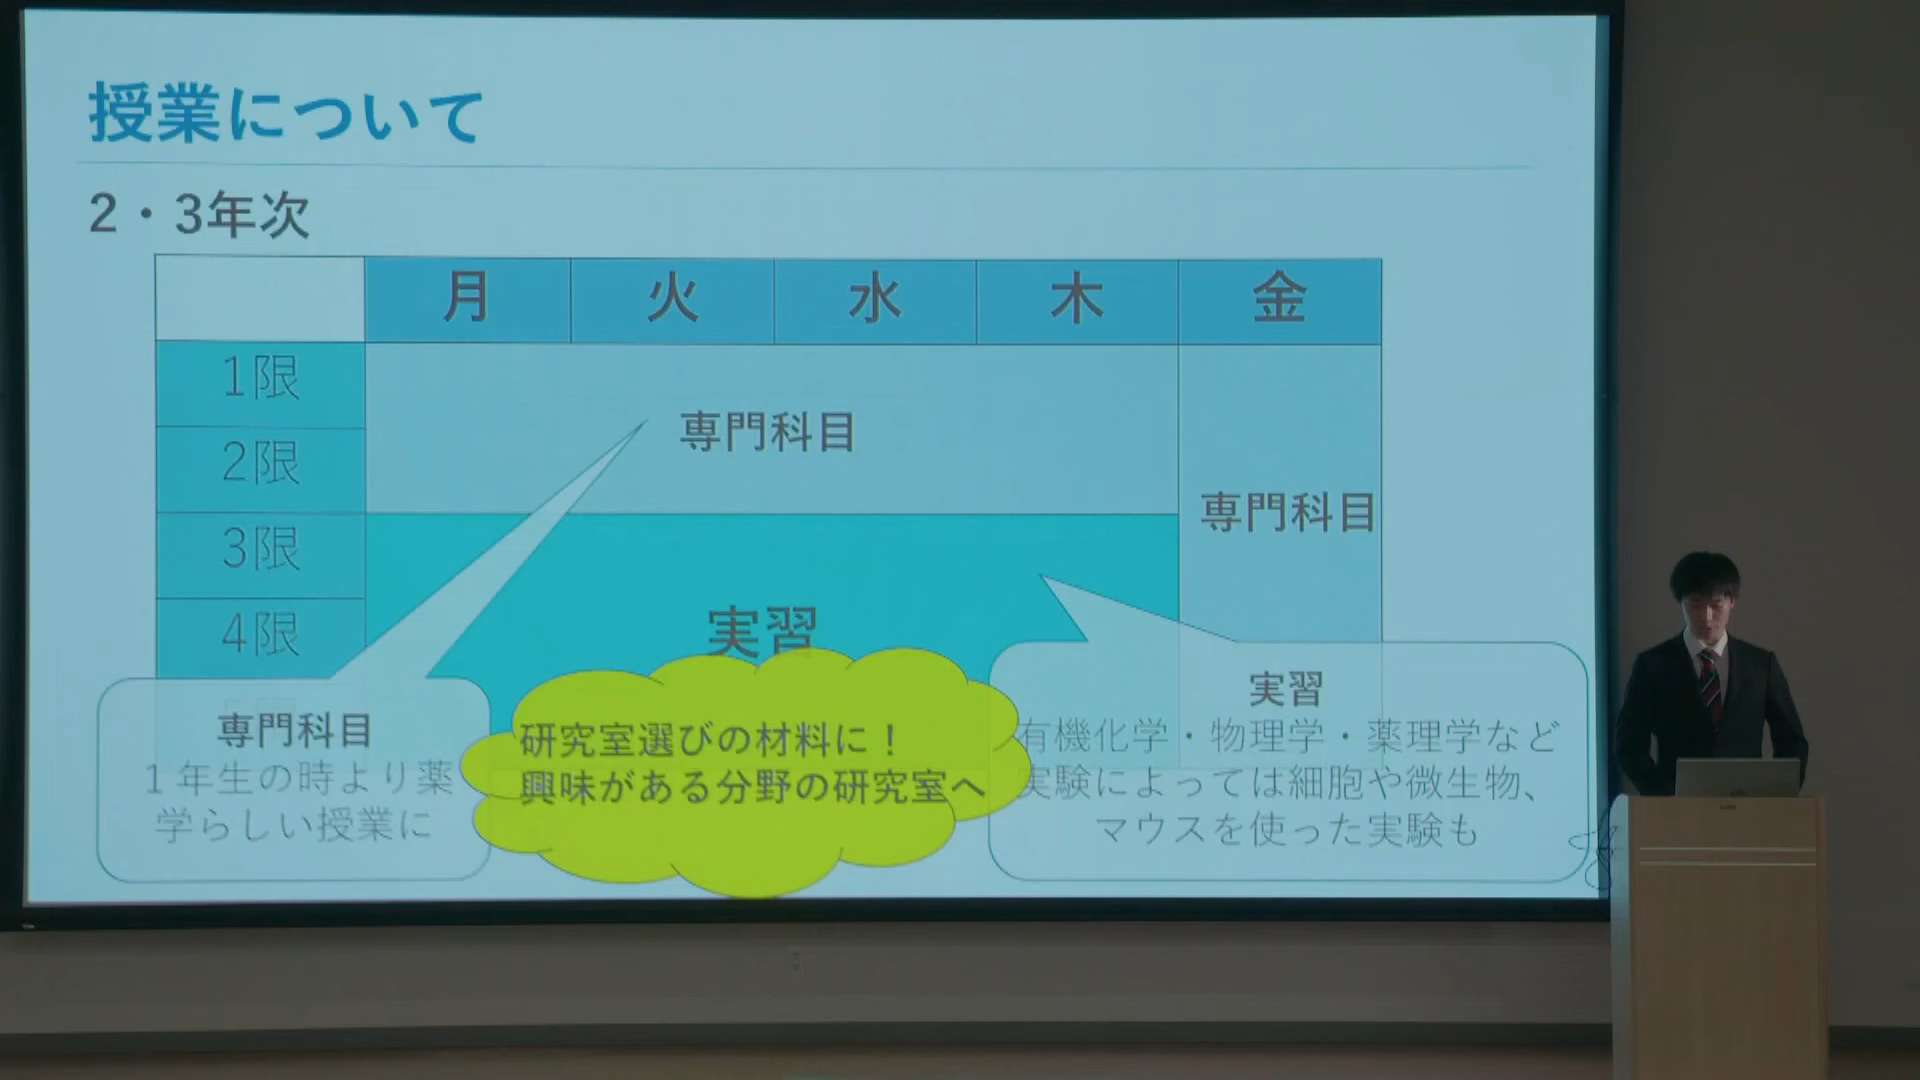 授業について
2・3年次
月 火 水 木 金
1限
2限
3限
4限
専門科目
専門科目
実習
専門科目
1年生の時より薬
学らしい授業に
研究室選びの材料に！
興味がある分野の研究室へ
実習
有機化学・物理学・薬理学など
実験によっては細胞や微生物、
マウスを使った実験も